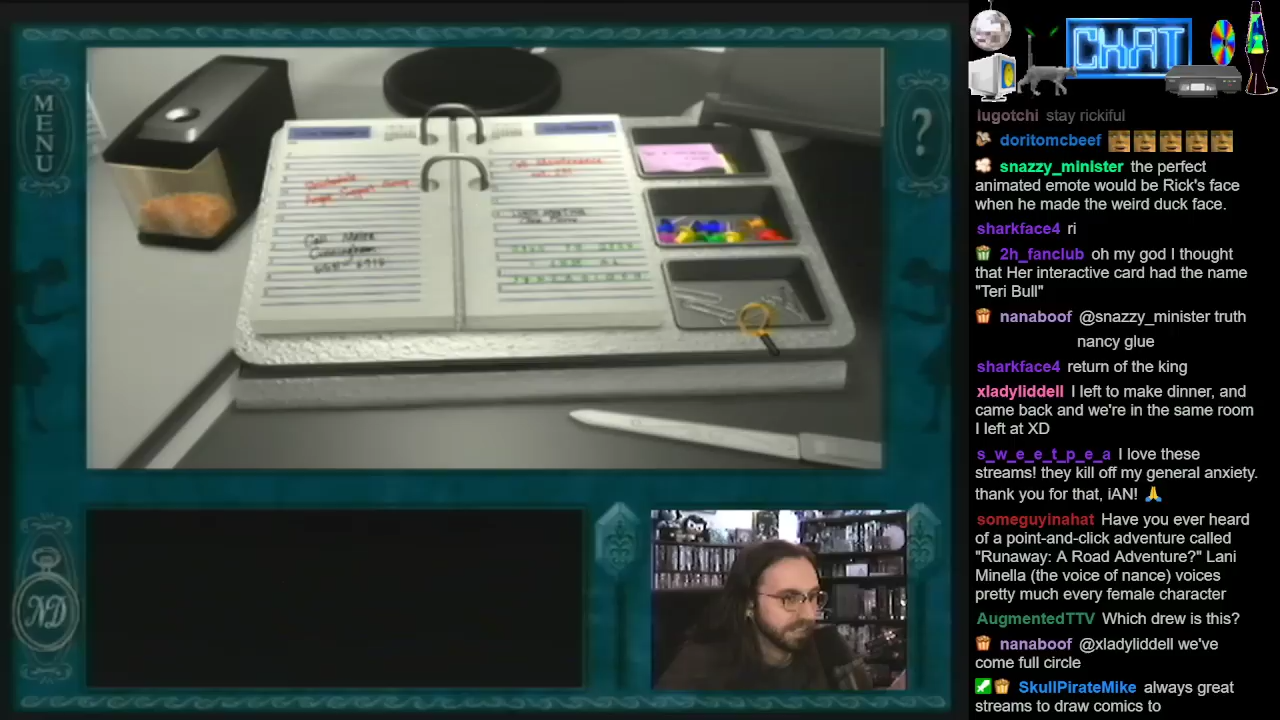 MENU
?
ND
CHAT
lugotchi stay rickiful
doritomcbeef
snazzy_minister the perfect
animated emote would be Rick's face
when he made the weird duck face.
sharkface4 ri
2h_fanclub oh my god I thought
that Her interactive card had the name
"Teri Bull"
nanaboof @snazzy_minister truth
nancy glue
sharkface4 return of the king
xladyliddell I left to make dinner, and
came back and we're in the same room
I left at XD
s_w_e_e_t_p_e_a I love these
streams! they kill off my general anxiety.
thank you for that, iAN! 🙏
someguyinahat Have you ever heard
of a point-and-click adventure called
"Runaway: A Road Adventure?" Lani
Minella (the voice of nance) voices
pretty much every female character
AugmentedTTV Which drew is this?
nanaboof @xladyliddell we've
come full circle
SkullPirateMike always great
streams to draw comics to